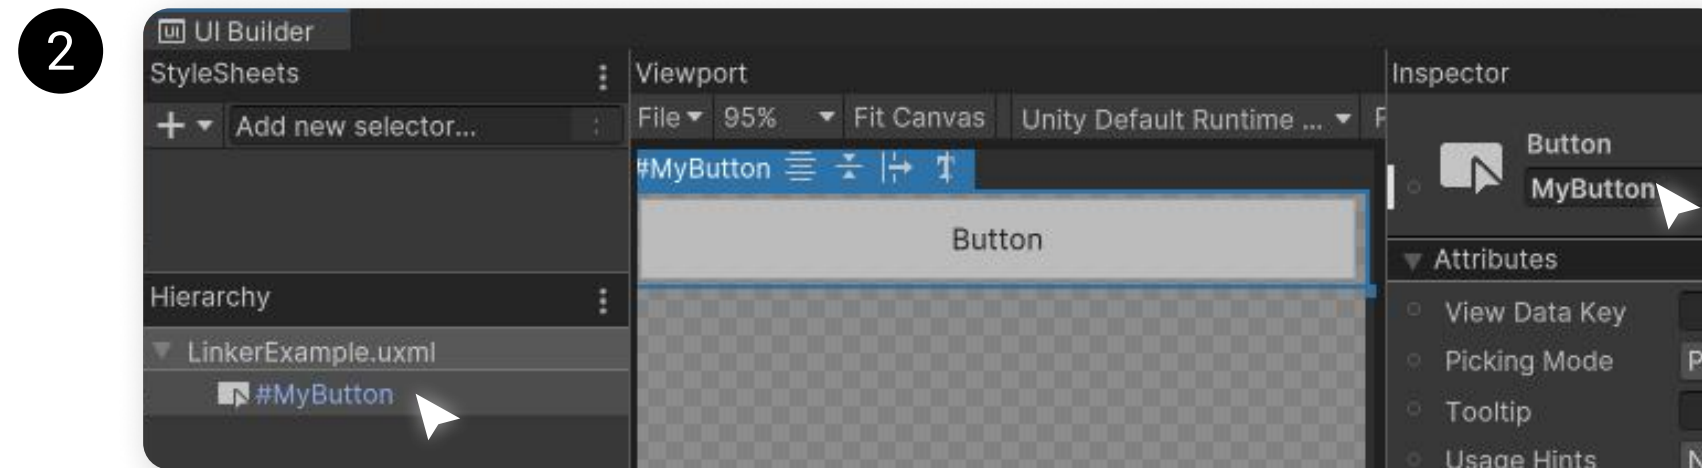 2
UI Builder
StyleSheets
Add new selector...
Hierarchy
LinkerExample.uxml
#MyButton
Viewport
File 95% Fit Canvas Unity Default Runtime ...
#MyButton
Button
Inspector
Button
MyButton
Attributes
View Data Key
Picking Mode
Tooltip
Usage Hints